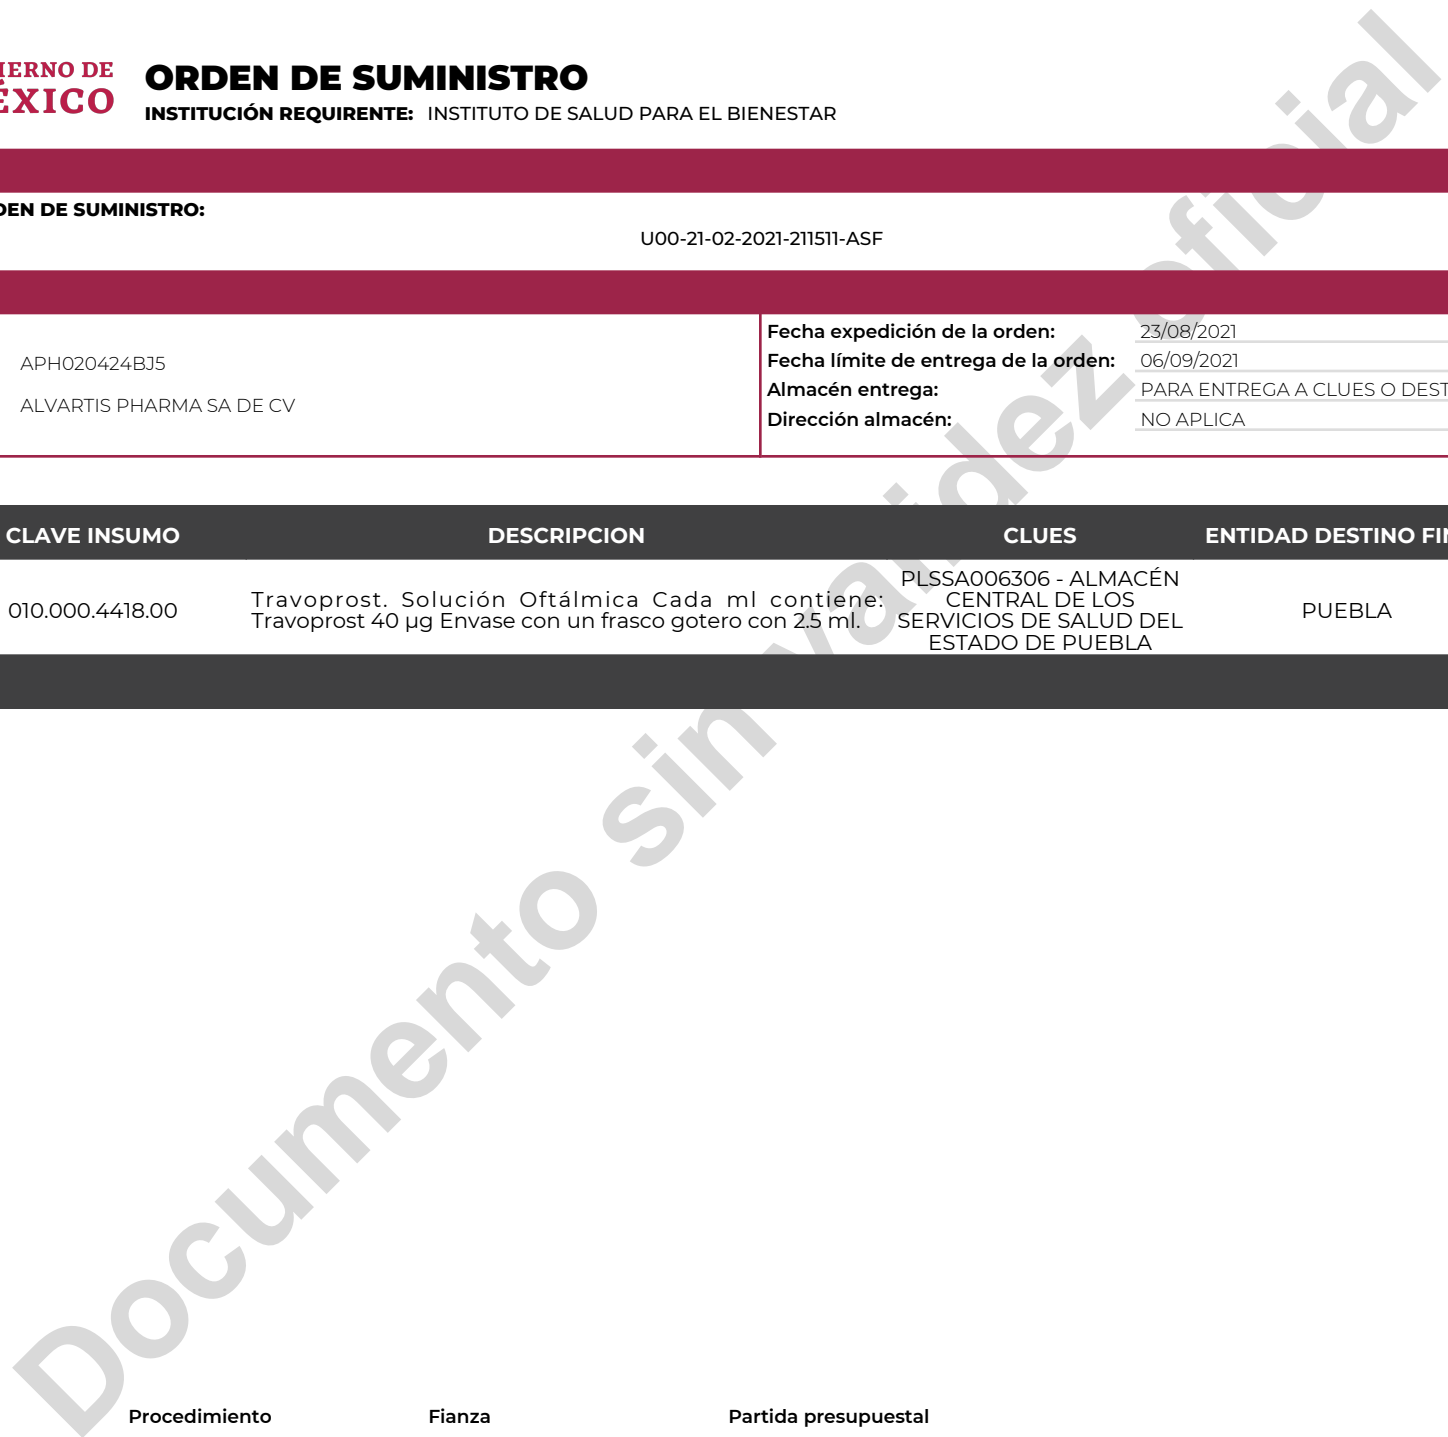 IERNO DE
ÉXICO
ORDEN DE SUMINISTRO
INSTITUCIÓN REQUIRENTE: INSTITUTO DE SALUD PARA EL BIENESTAR
DEN DE SUMINISTRO:
U00-21-02-2021-211511-ASF
APH020424BJ5
ALVARTIS PHARMA SA DE CV
Fecha expedición de la orden: 23/08/2021
Fecha límite de entrega de la orden: 06/09/2021
Almacén entrega: PARA ENTREGA A CLUES O DEST
Dirección almacén: NO APLICA
CLAVE INSUMO DESCRIPCION CLUES ENTIDAD DESTINO FIN
010.000.4418.00
Travoprost. Solución Oftálmica Cada ml contiene:
Travoprost 40 µg Envase con un frasco gotero con 2.5 ml.
PLSSA006306 - ALMACÉN
CENTRAL DE LOS
SERVICIOS DE SALUD DEL
ESTADO DE PUEBLA
PUEBLA
Documento sin validez oficial
Procedimiento Fianza Partida presupuestal